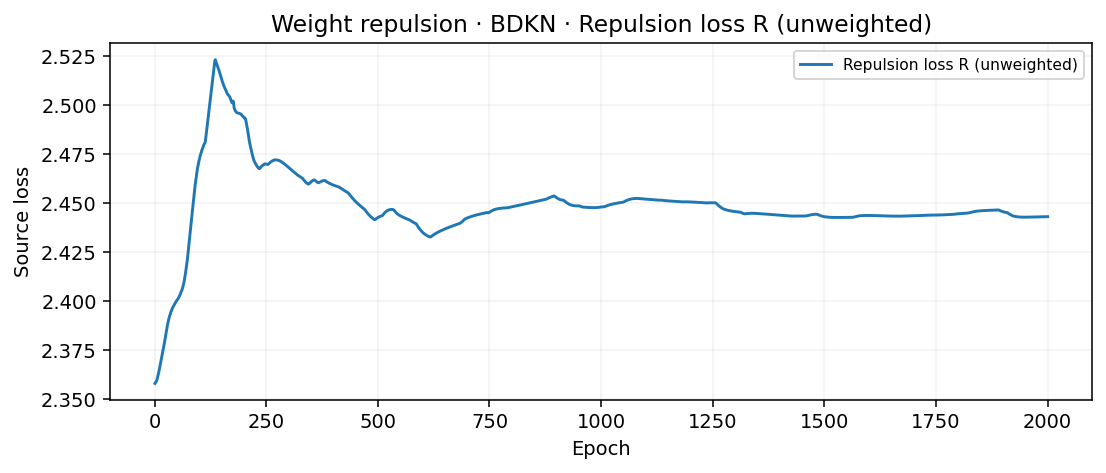 Weight repulsion · BDKN · Repulsion loss R (unweighted)
Repulsion loss R (unweighted)
Source loss
2.525
2.500
2.475
2.450
2.425
2.400
2.375
2.350
0 250 500 750 1000 1250 1500 1750 2000
Epoch